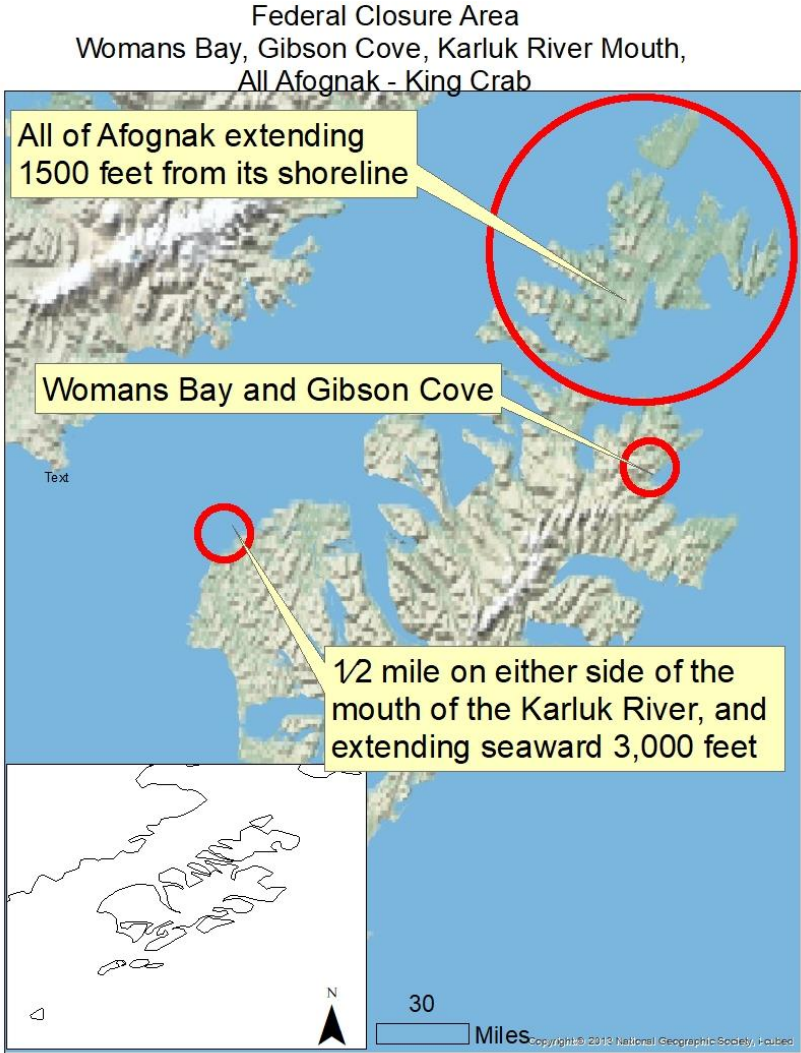 Federal Closure Area
Womans Bay, Gibson Cove, Karluk River Mouth,
All Afognak - King Crab
All of Afognak extending
1500 feet from its shoreline
Womans Bay and Gibson Cove
Text
1⁄2 mile on either side of the
mouth of the Karluk River, and
extending seaward 3,000 feet
N
30
Miles
Copyright:© 2013 National Geographic Society, i-cubed